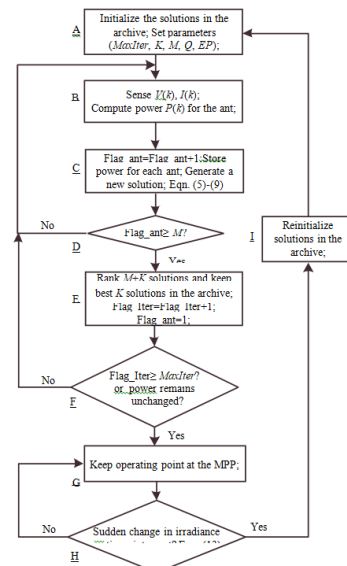 A
Initialize the solutions in the
archive; Set parameters
(MaxIter, K, M, Q, EP);
B
Sense V(k), I(k);
Compute power P(k) for the ant;
C
Flag_ant=Flag_ant+1;Store
power for each ant; Generate a
new solution; Eqn. (5)-(9)
No
Flag_ant≥ M?
D
Yes
I
Reinitialize
solutions in the
archive;
E
Rank M+K solutions and keep
best K solutions in the archive;
Flag_Iter=Flag_Iter+1;
Flag_ant=1;
No
Flag_Iter≥ MaxIter?
or power remains
unchanged?
F
Yes
Keep operating point at the MPP;
G
No
Sudden change in irradiance
Yes
H